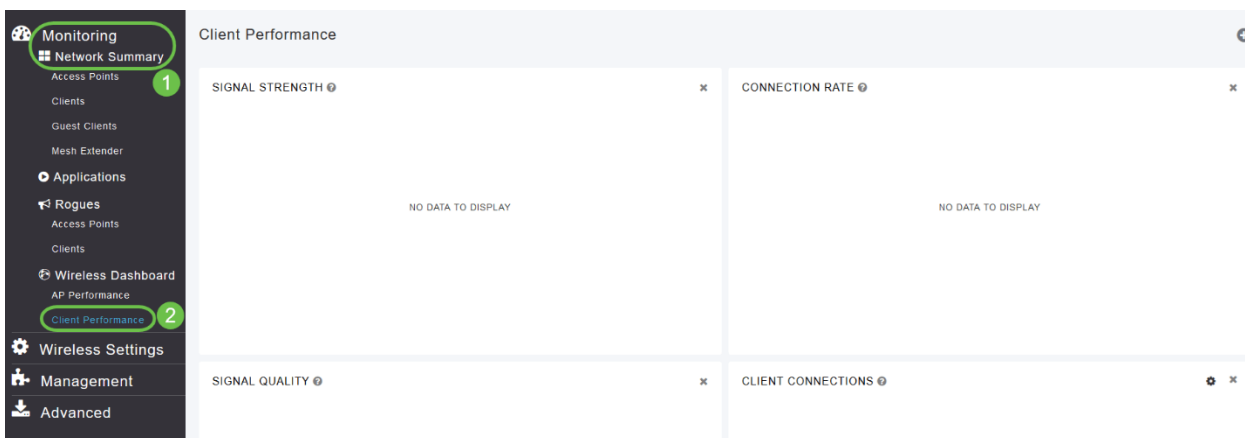 Monitoring
Network Summary
1
Access Points
Clients
Guest Clients
Mesh Extender
Applications
Rogues
Access Points
Clients
Wireless Dashboard
AP Performance
Client Performance
2
Wireless Settings
Management
Advanced
Client Performance
SIGNAL STRENGTH
NO DATA TO DISPLAY
CONNECTION RATE
NO DATA TO DISPLAY
SIGNAL QUALITY
CLIENT CONNECTIONS